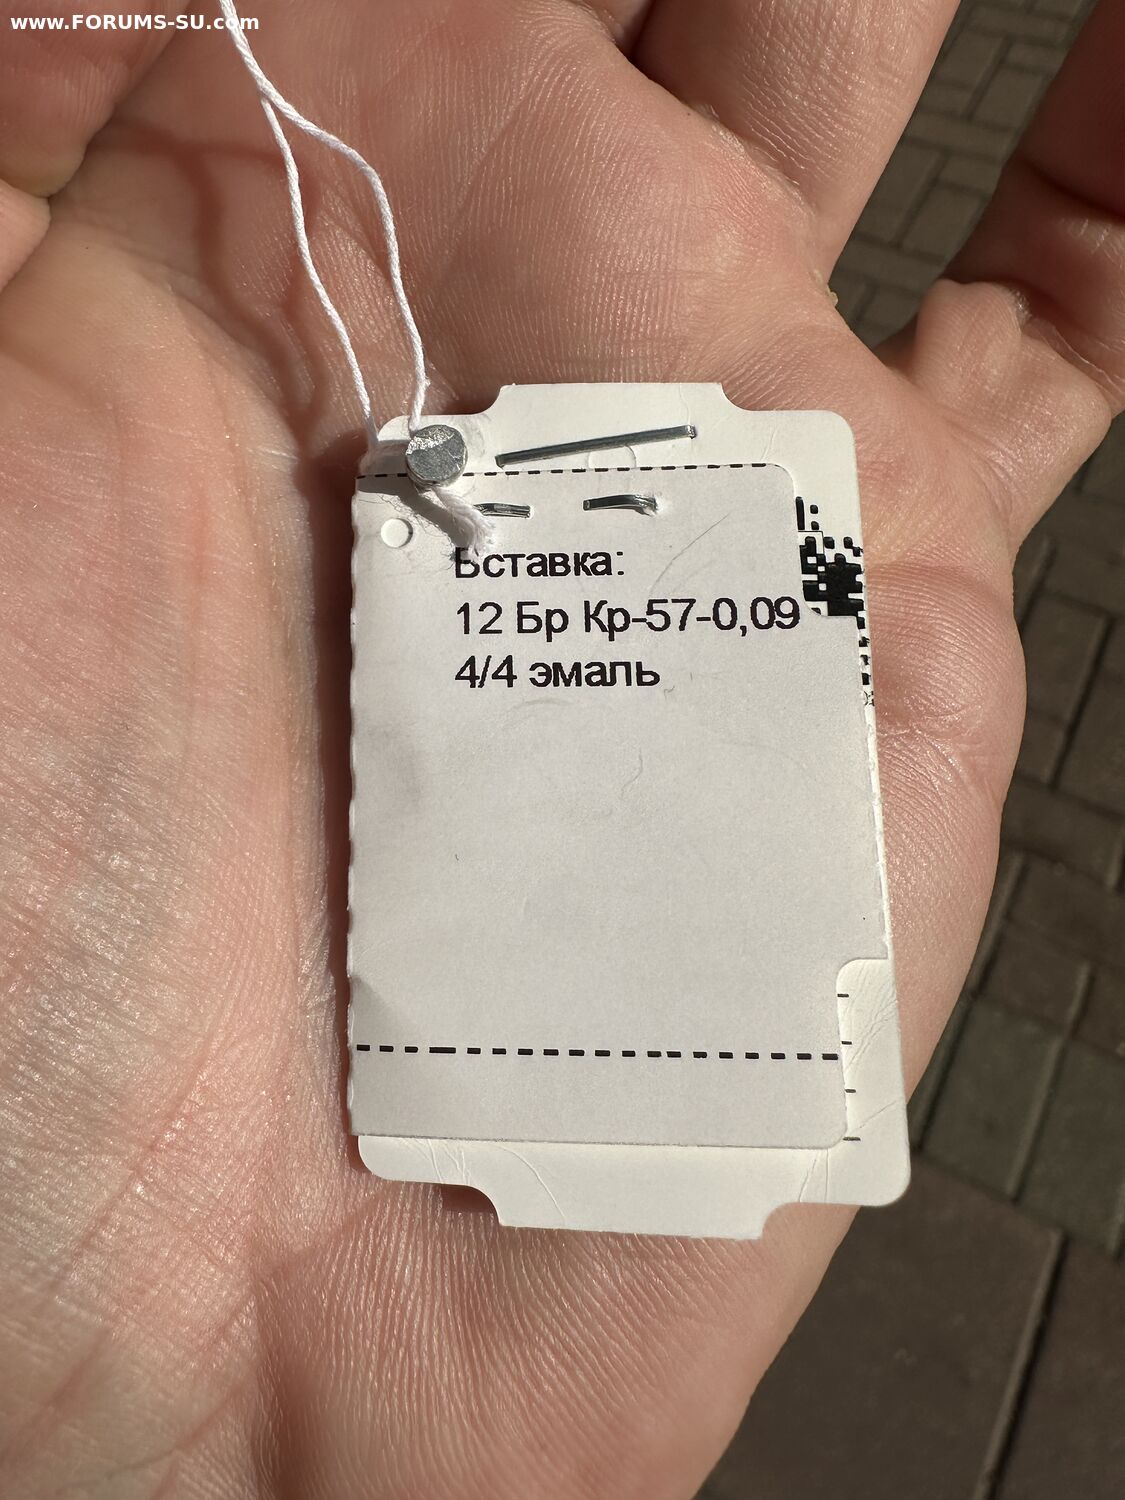 www.FORUMS-SU.com
Вставка:
12 Бр Кр-57-0,09
4/4 эмаль